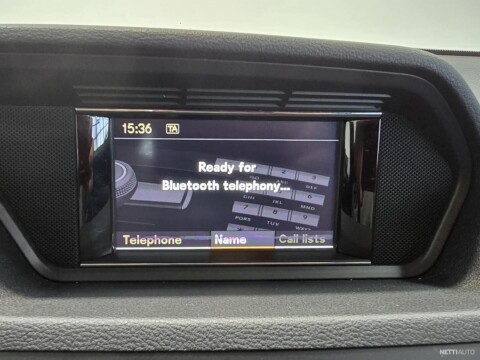 15:36 TA
Ready for
Bluetooth telephony...
Telephone Name Call lists
NETTIAUTO